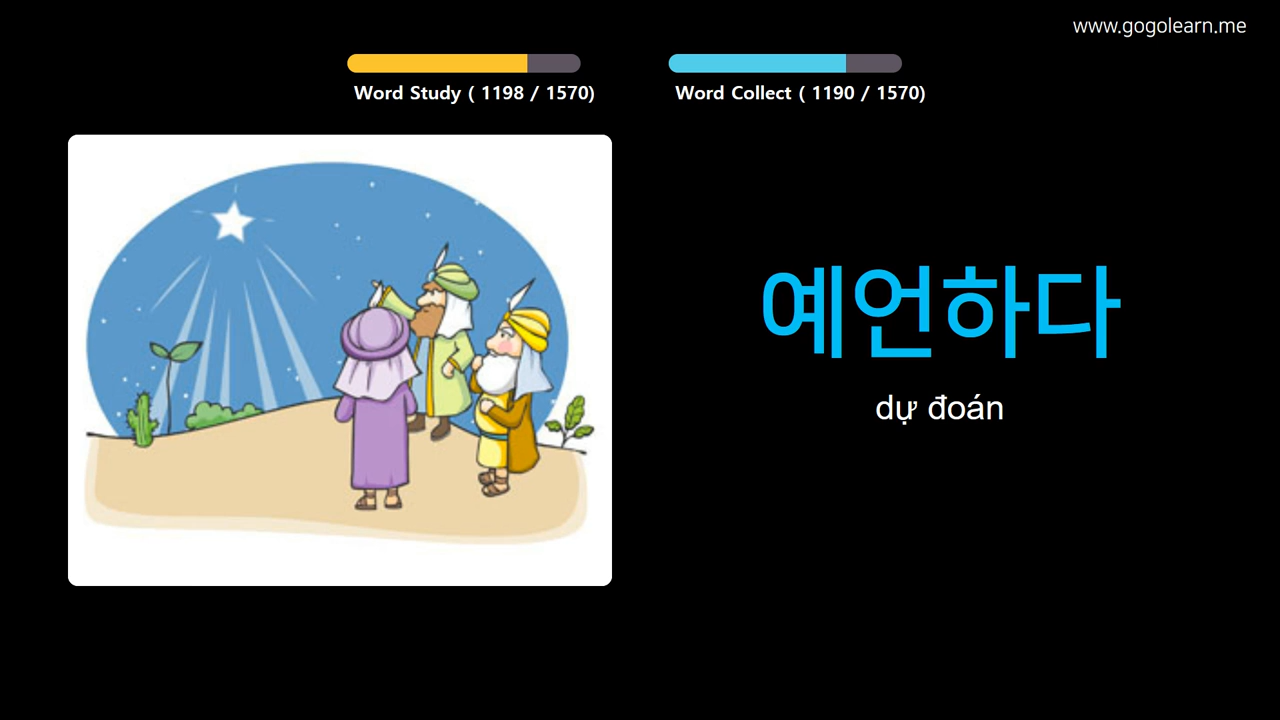 www.gogolearn.me
Word Study ( 1198 / 1570)
Word Collect ( 1190 / 1570)
예언하다
dự đoán